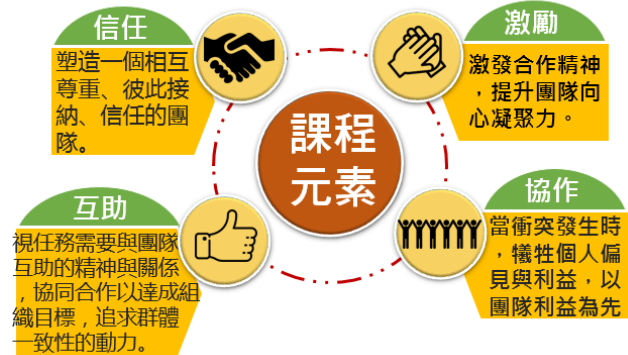 信任
塑造一個相互
尊重、彼此接
納、信任的團
隊。
激勵
激發合作精神
，提升團隊向
心凝聚力。
課程
元素
互助
視任務需要與團隊
互助的精神與關係
，協同合作以達成組
織目標，追求群體
一致性的動力。
協作
當衝突發生時
，犧牲個人偏
見與利益，以
團隊利益為先